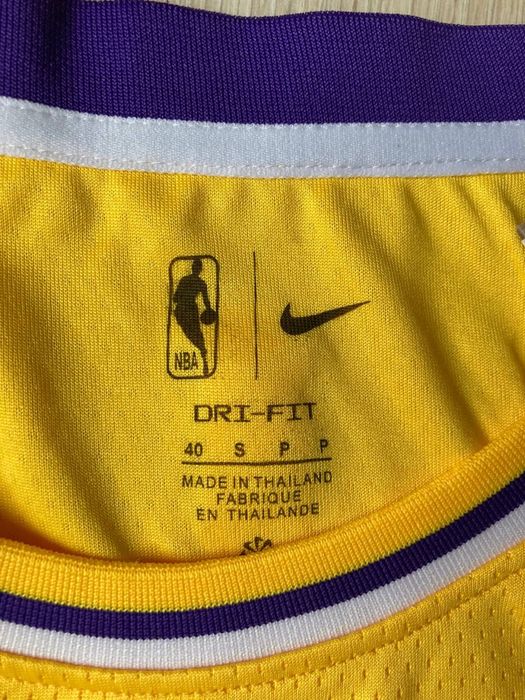 NBA
DRI-FIT
40 S P P
MADE IN THAILAND
FABRIQUE
EN THAILANDE